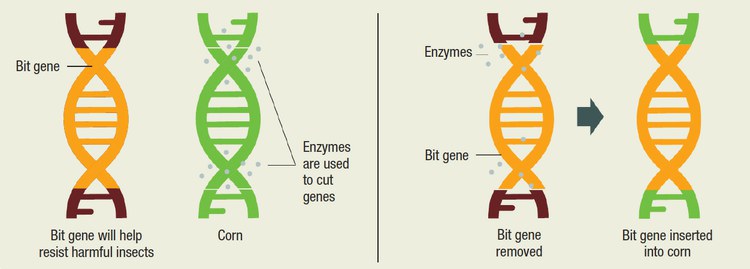 Bit gene
Enzymes
are used
to cut
genes
Bit gene will help
resist harmful insects
Corn
Enzymes
Bit gene
Bit gene
removed
Bit gene inserted
into corn